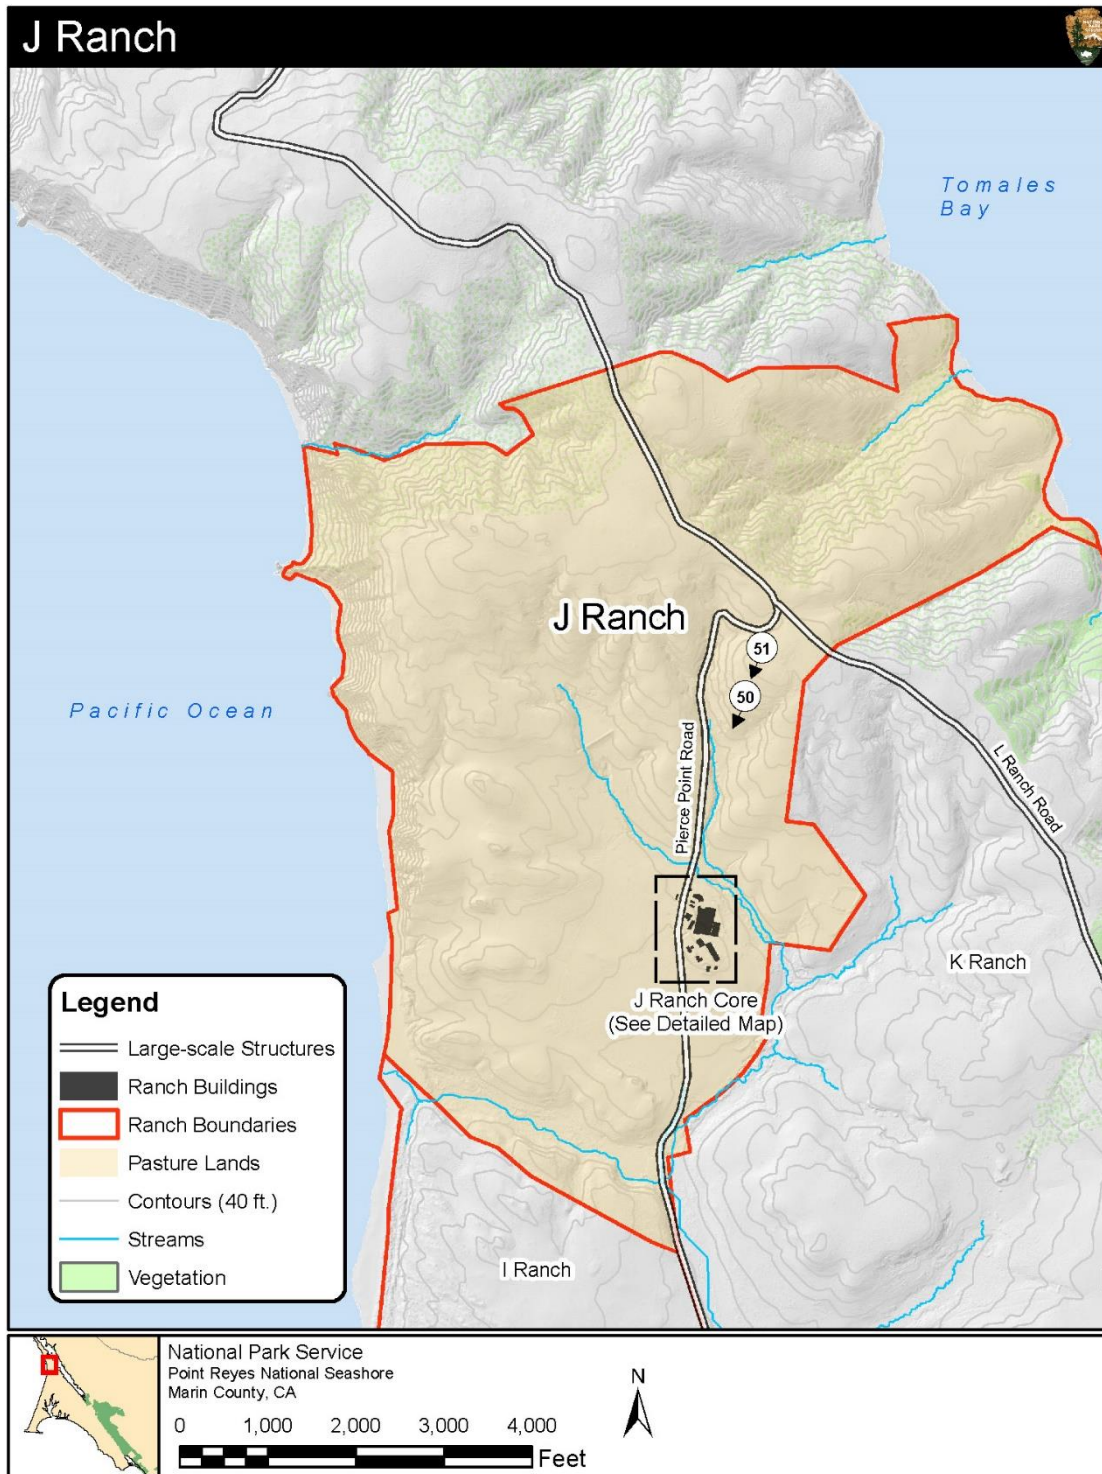 J Ranch
Tomales
Bay
J Ranch
51
50
Pacific Ocean
Pierce Point Road
L Ranch Road
K Ranch
J Ranch Core
(See Detailed Map)
I Ranch
Legend
Large-scale Structures
Ranch Buildings
Ranch Boundaries
Pasture Lands
Contours (40 ft.)
Streams
Vegetation
National Park Service
Point Reyes National Seashore
Marin County, CA
N
0 1,000 2,000 3,000 4,000
Feet